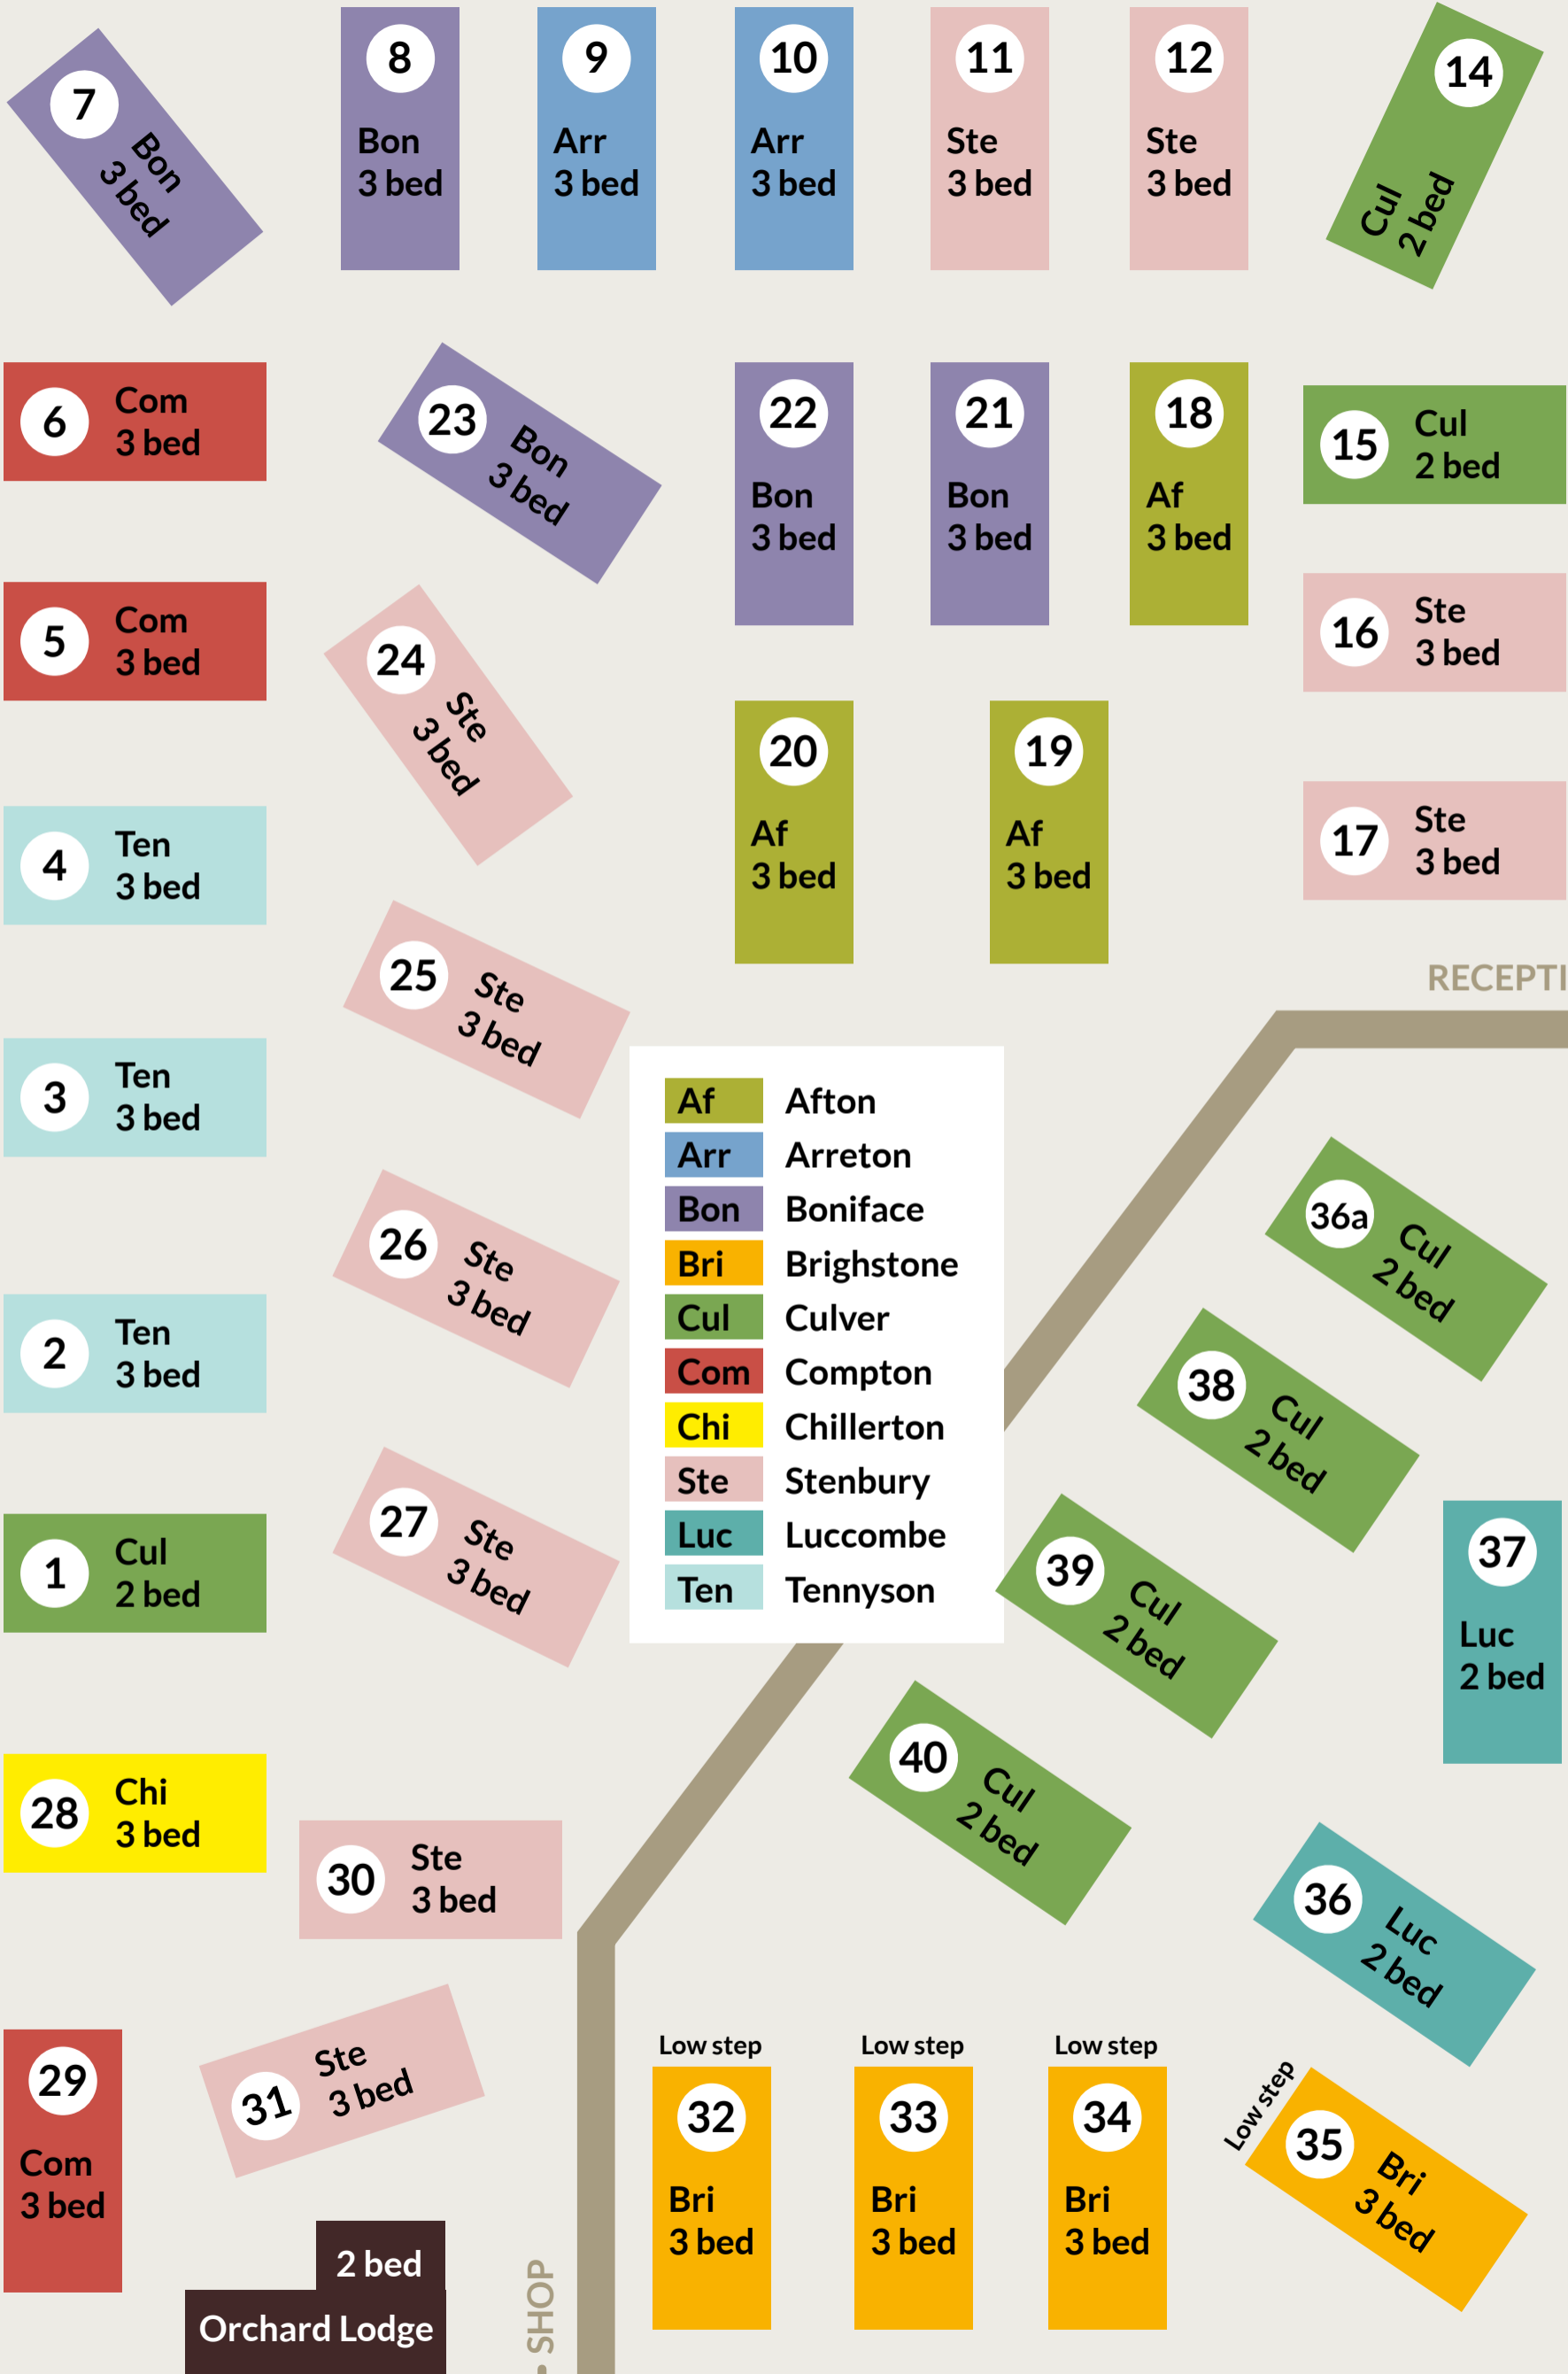 7
Bon
3 bed
8
Bon
3 bed
9
Arr
3 bed
10
Arr
3 bed
11
Ste
3 bed
12
Ste
3 bed
14
Cul
2 bed
6
Com
3 bed
23
Bon
3 bed
22
Bon
3 bed
21
Bon
3 bed
18
Af
3 bed
15
Cul
2 bed
5
Com
3 bed
24
Ste
3 bed
16
Ste
3 bed
20
Af
3 bed
19
Af
3 bed
17
Ste
3 bed
4
Ten
3 bed
25
Ste
3 bed
RECEPTI
3
Ten
3 bed
Af Afton
Arr Arreton
Bon Boniface
Bri Brighstone
Cul Culver
Com Compton
Chi Chillerton
Ste Stenbury
Luc Luccombe
Ten Tennyson
36a
Cul
2 bed
26
Ste
3 bed
2
Ten
3 bed
38
Cul
2 bed
27
Ste
3 bed
1
Cul
2 bed
39
Cul
2 bed
37
Luc
2 bed
40
Cul
2 bed
28
Chi
3 bed
30
Ste
3 bed
36
Luc
2 bed
29
Com
3 bed
31
Ste
3 bed
Low step
32
Bri
3 bed
Low step
33
Bri
3 bed
Low step
34
Bri
3 bed
Low step
35
Bri
3 bed
2 bed
Orchard Lodge
- SHOP